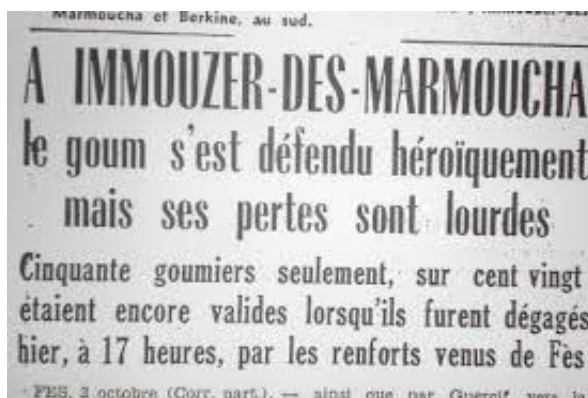 Marmoucha et Berkine, au sud.
A IMMOUZER-DES-MARMOUCHA
le goum s'est défendu héroïquement
mais ses pertes sont lourdes
Cinquante goumiers seulement, sur cent vingt
étaient encore valides lorsqu'ils furent dégagés
hier, à 17 heures, par les renforts venus de Fès
FES, 3 octobre (Corr. part.). — ainsi que par Guercif vers la